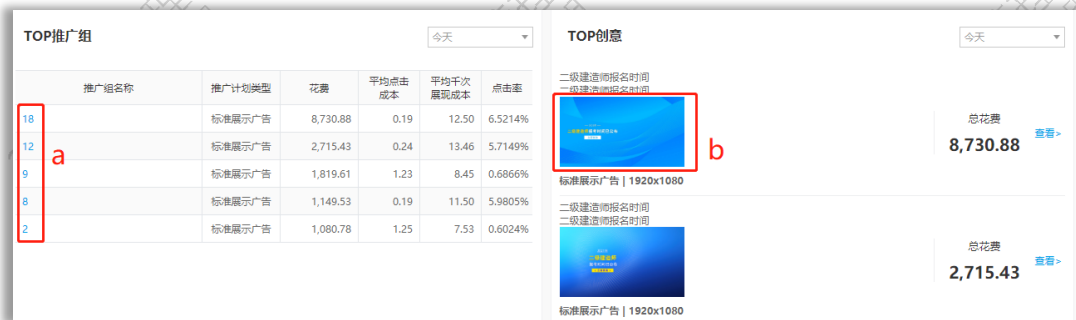 TOP推广组
今天
推广组名称 推广计划类型 花费 平均点击成本 平均千次展现成本 点击率
18 标准展示广告 8,730.88 0.19 12.50 6.5214%
12 标准展示广告 2,715.43 0.24 13.46 5.7149%
9 标准展示广告 1,819.61 1.23 8.45 0.6866%
8 标准展示广告 1,149.53 0.19 11.50 5.9805%
2 标准展示广告 1,080.78 1.25 7.53 0.6024%
a
TOP创意
今天
二级建造师报名时间
二级建造师报名时间
b
标准展示广告 | 1920x1080
总花费
8,730.88
查看>
二级建造师报名时间
二级建造师报名时间
二级建造师
标准展示广告 | 1920x1080
总花费
2,715.43
查看>